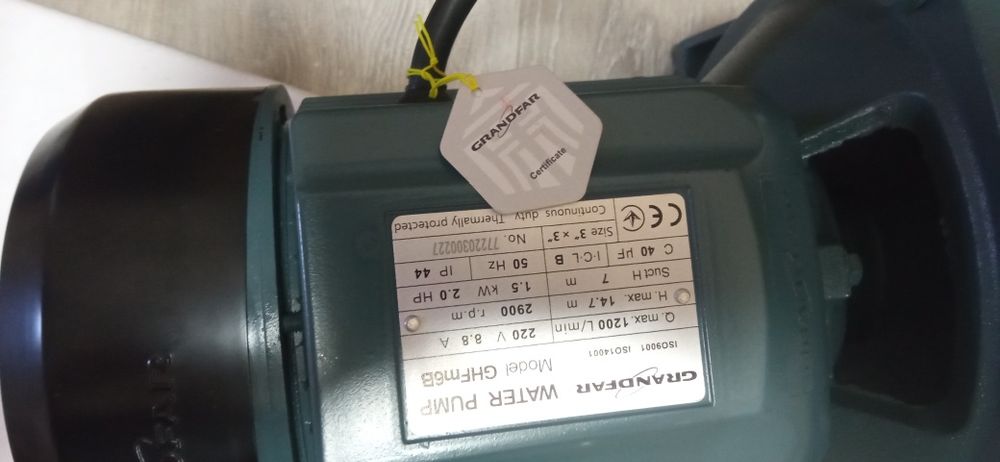 GRANDFAR
Certificate
GRANDFAR WATER PUMP
ISO9001 ISO14001 Model GHFm6B
Q. max. 1200 L/min 220 V 8.8 A
H. max. 14.7 m 2900 r.p.m
Suct H 7 m 1.5 kW 2.0 HP
C 40 µF I·C·L B 50 Hz IP 44
Size 3" × 3" No. 77220300227
CE Continuous duty Thermally protected